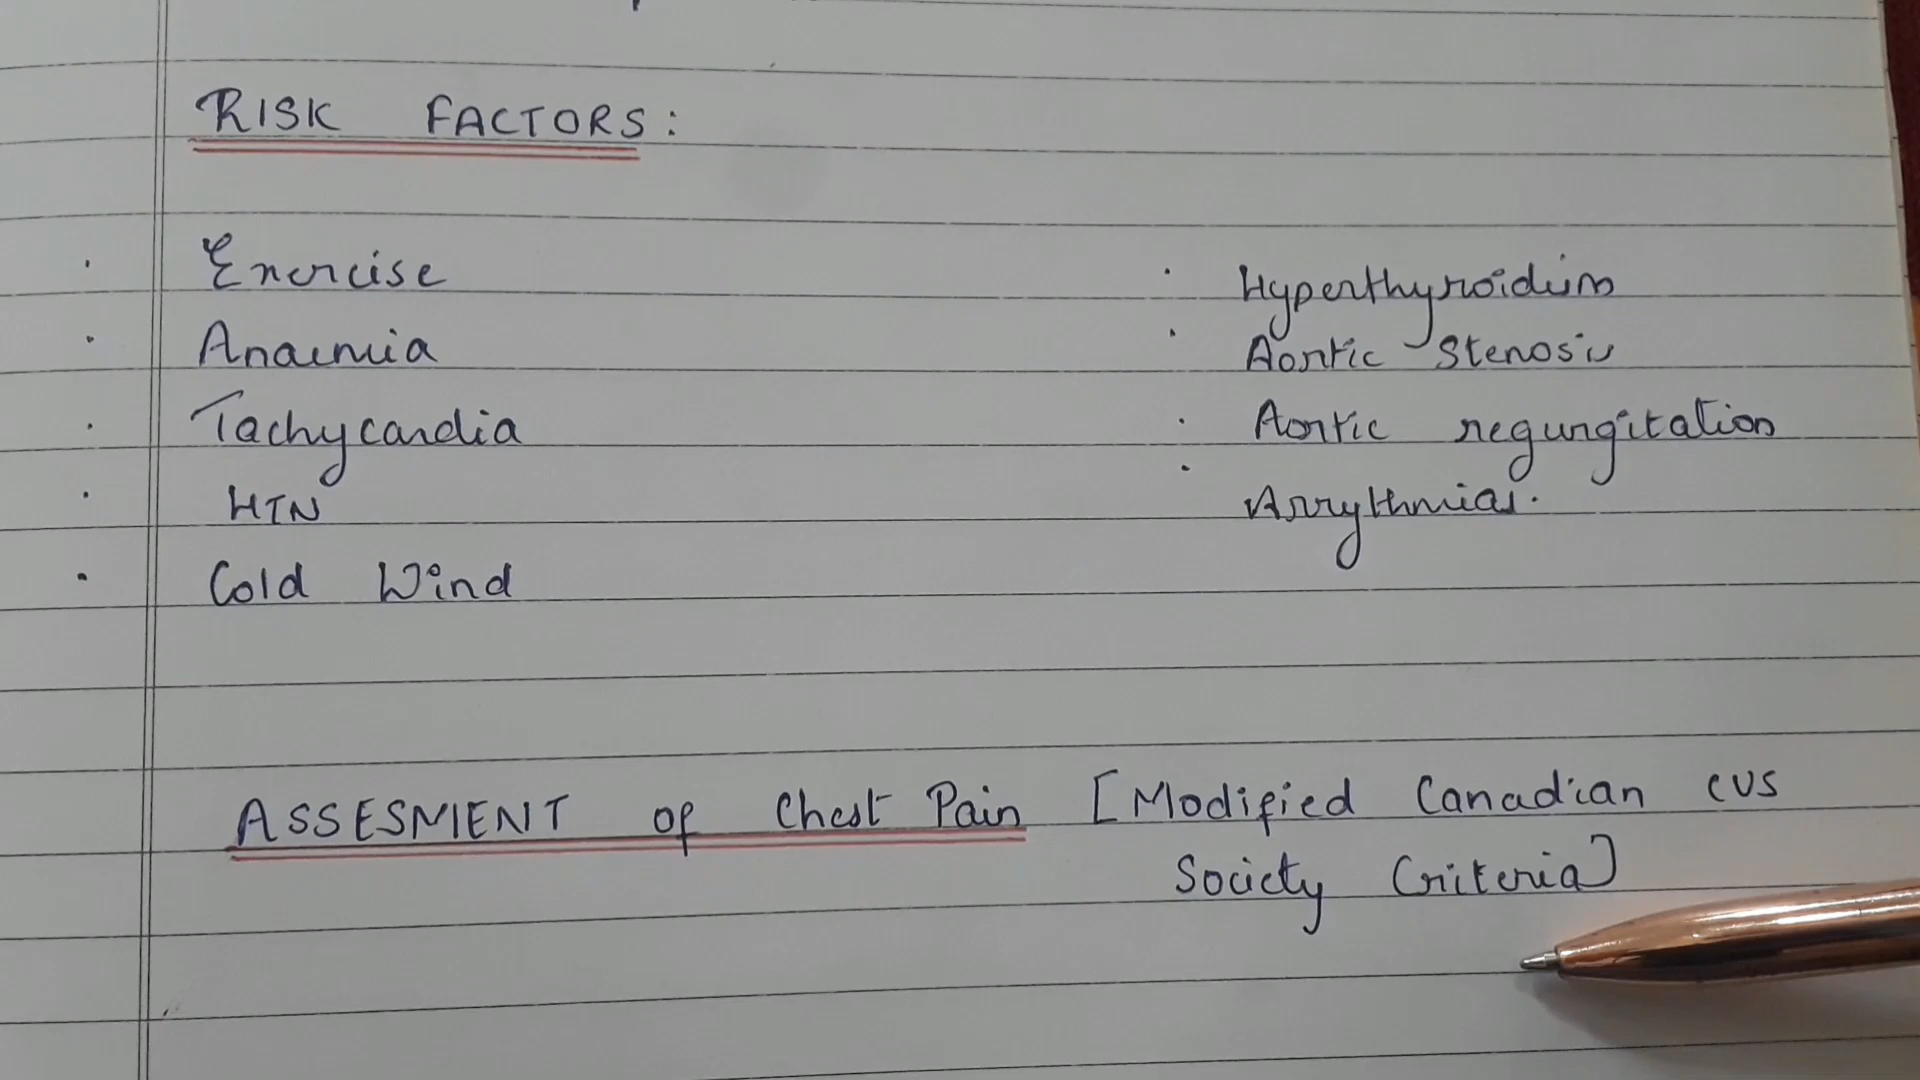 RISK FACTORS:
Exercise
Anaemia
Tachycardia
HTN
Cold Wind
Hyperthyroidism
Aortic Stenosis
Aortic regurgitation
Arrythmias.
ASSESMENT of Chest Pain [Modified Canadian CVS
Society Criteria]